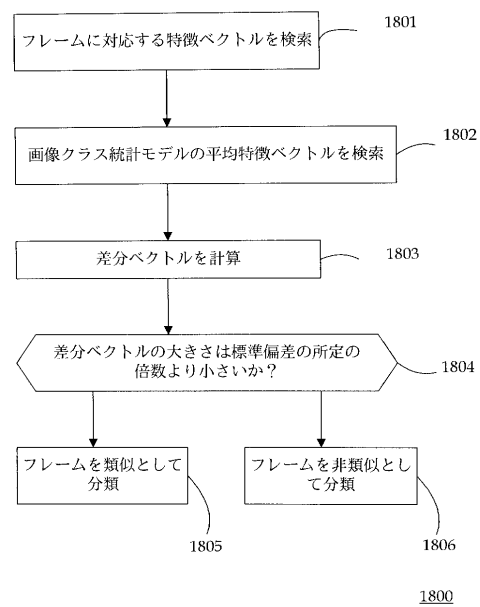 フレームに対応する特徴ベクトルを検索
1801
画像クラス統計モデルの平均特徴ベクトルを検索
1802
差分ベクトルを計算
1803
差分ベクトルの大きさは標準偏差の所定の
倍数より小さいか？
1804
フレームを類似として
分類
1805
フレームを非類似とし
て分類
1806
1800